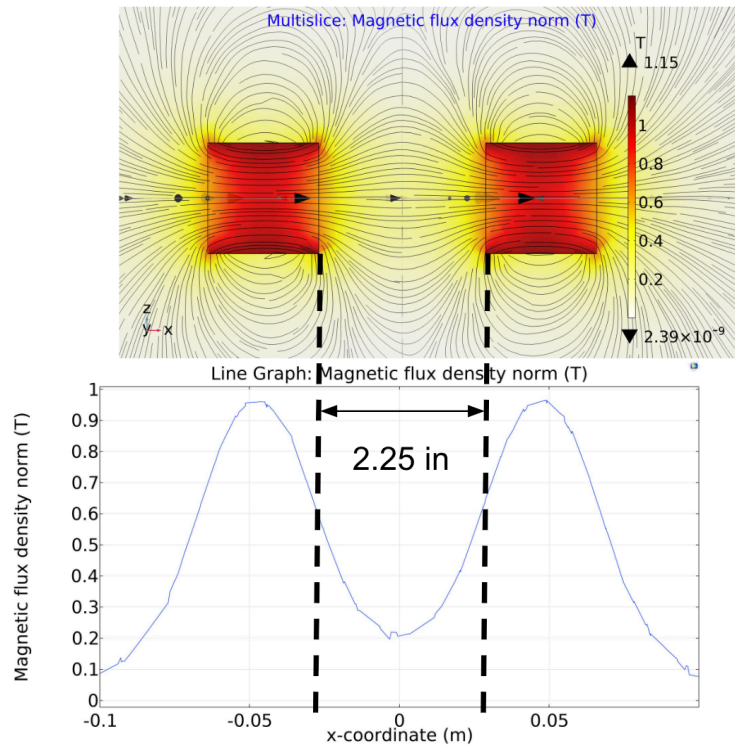 Multislice: Magnetic flux density norm (T)
T
1.15
1
0.8
0.6
0.4
0.2
2.39×10⁻⁹
z
y x
Line Graph: Magnetic flux density norm (T)
Magnetic flux density norm (T)
1
0.9
0.8
0.7
0.6
0.5
0.4
0.3
0.2
0.1
0
2.25 in
-0.1
-0.05
0
0.05
x-coordinate (m)